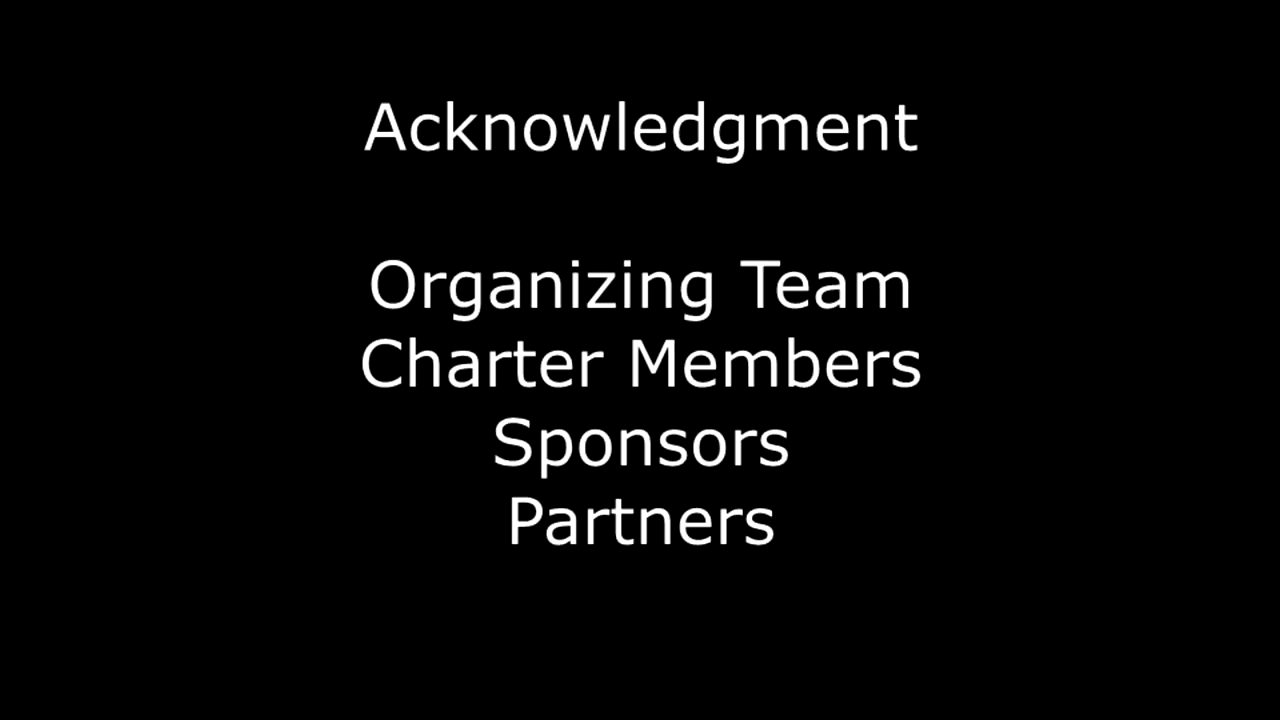 Acknowledgment
Organizing Team
Charter Members
Sponsors
Partners